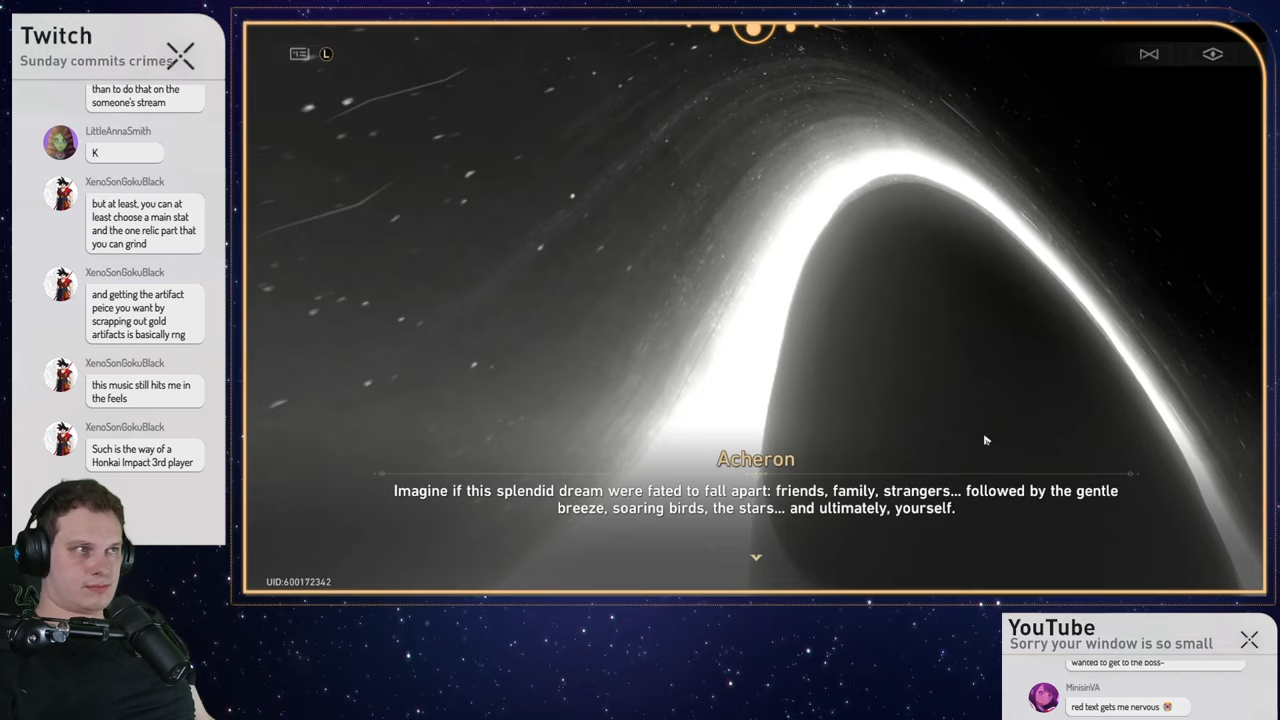 Twitch
Sunday commits crimes
than to do that on the
someone's stream
LittleAnnaSmith
K
XenoSonGokuBlack
but at least, you can at
least choose a main stat
and the one relic part that
you can grind
XenoSonGokuBlack
and getting the artifact
peice you want by
scrapping out gold
artifacts is basically rng
XenoSonGokuBlack
this music still hits me in
the feels
XenoSonGokuBlack
Such is the way of a
Honkai Impact 3rd player
L
Acheron
Imagine if this splendid dream were fated to fall apart: friends, family, strangers... followed by the gentle
breeze, soaring birds, the stars... and ultimately, yourself.
UID:600172342
YouTube
Sorry your window is so small
wanted to get to the boss-
MinisinVA
red text gets me nervous